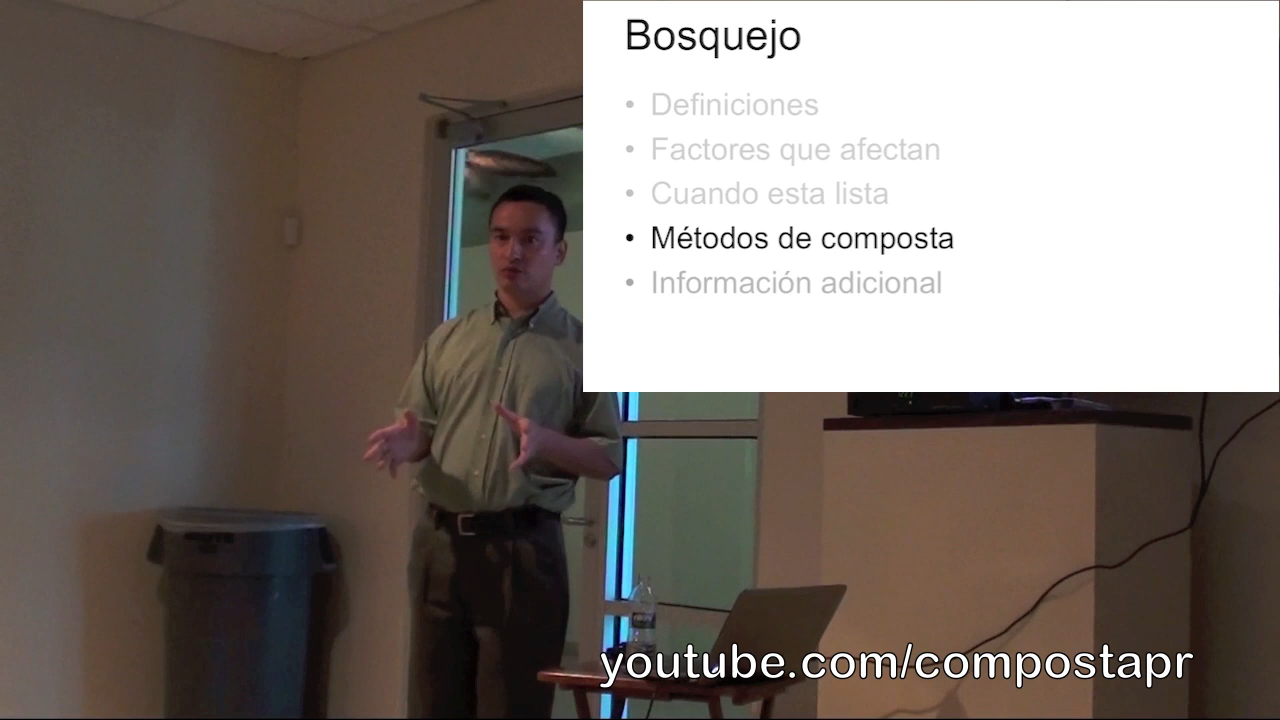 Bosquejo
• Definiciones
• Factores que afectan
• Cuando esta lista
• Métodos de composta
• Información adicional
youtube.com/compostapr